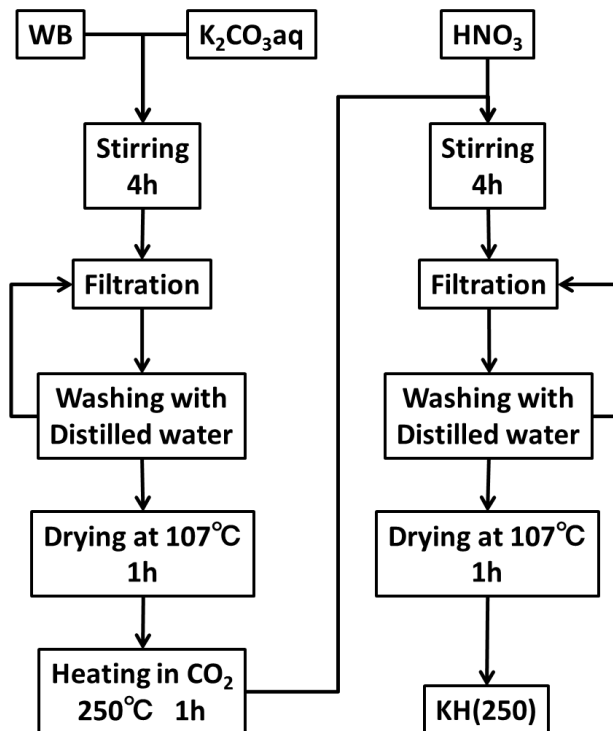 WB
K₂CO₃aq
Stirring
4h
Filtration
Washing with
Distilled water
Drying at 107℃
1h
Heating in CO₂
250℃ 1h
HNO₃
Stirring
4h
Filtration
Washing with
Distilled water
Drying at 107℃
1h
KH(250)